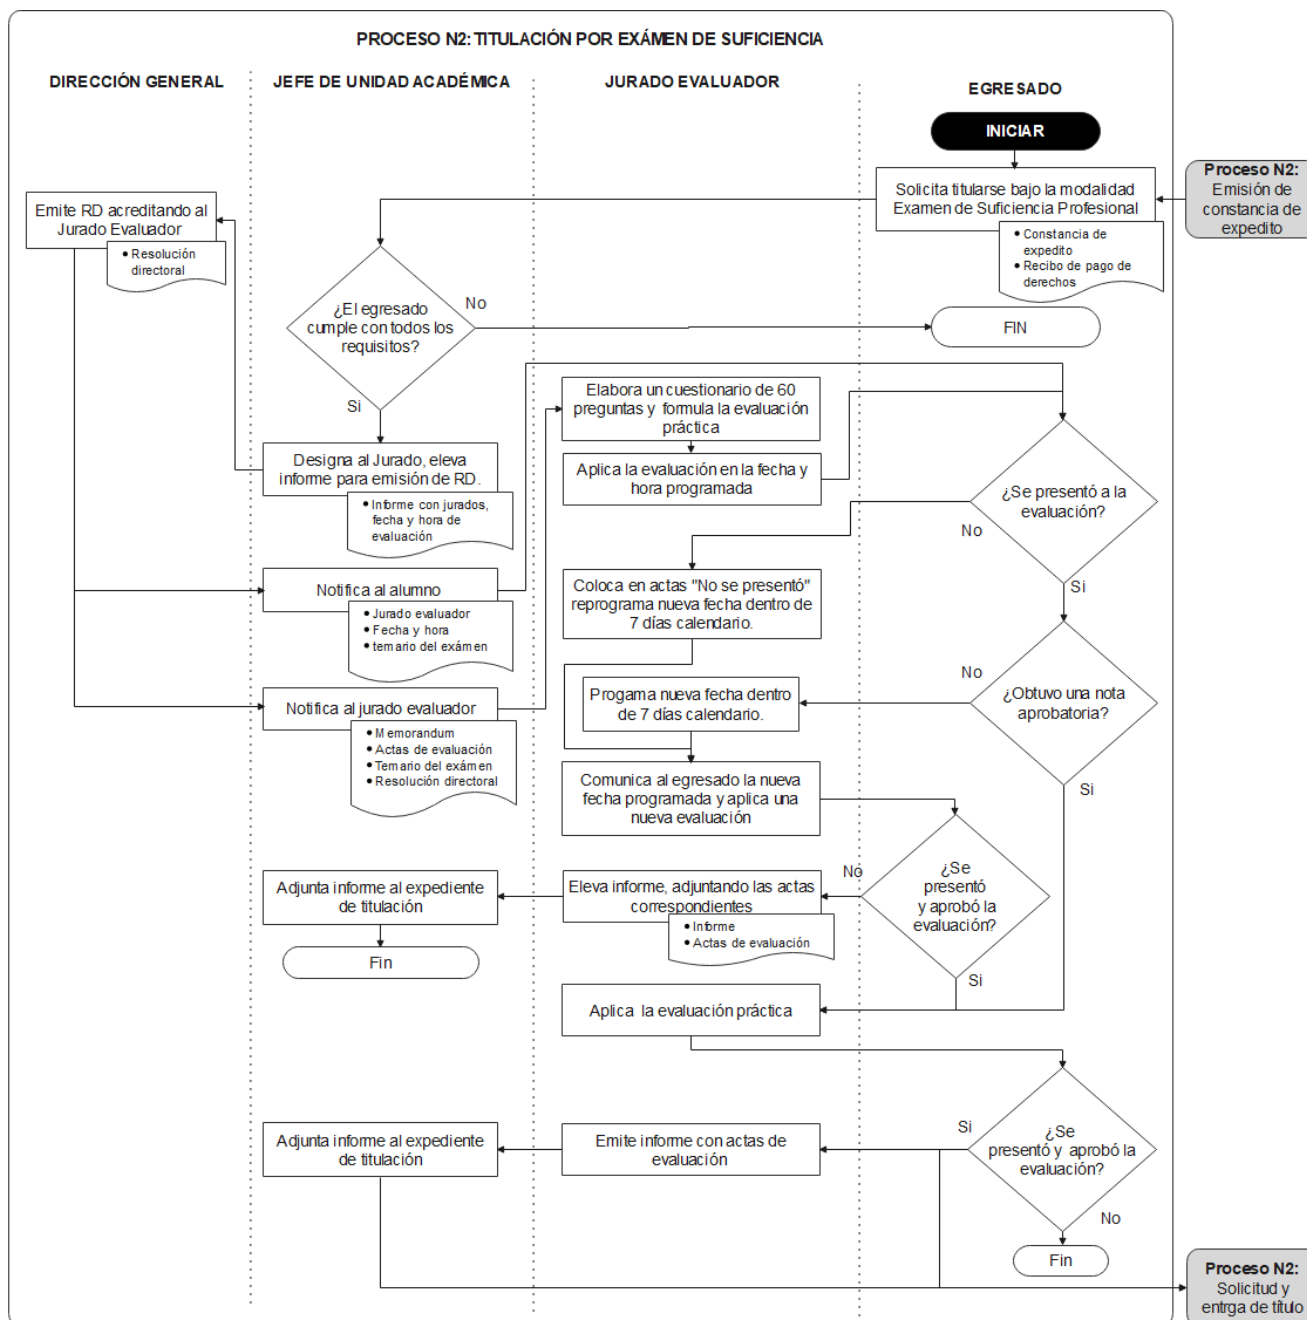 PROCESO N2: TITULACIÓN POR EXÁMEN DE SUFICIENCIA
DIRECCIÓN GENERAL
JEFE DE UNIDAD ACADÉMICA
JURADO EVALUADOR
EGRESADO
INICIAR
Proceso N2:
Emisión de
constancia de
expedito
Solicita titularse bajo la modalidad
Examen de Suficiencia Profesional
• Constancia de
expedito
• Recibo de pago de
derechos
Emite RD acreditando al
Jurado Evaluador
• Resolución
directoral
¿El egresado
cumple con todos los
requisitos?
No
FIN
Si
Designa al Jurado, eleva
informe para emisión de RD.
• Informe con jurados,
fecha y hora de
evaluación
Elabora un cuestionario de 60
preguntas y formula la evaluación
práctica
Aplica la evaluación en la fecha y
hora programada
¿Se presentó a la
evaluación?
No
Si
Notifica al alumno
• Jurado evaluador
• Fecha y hora
• temario del exámen
Coloca en actas "No se presentó"
reprograma nueva fecha dentro de
7 días calendario.
¿Obtuvo una nota
aprobatoria?
No
Si
Progama nueva fecha dentro
de 7 días calendario.
Notifica al jurado evaluador
• Memorandum
• Actas de evaluación
• Temario del exámen
• Resolución directoral
Comunica al egresado la nueva
fecha programada y aplica una
nueva evaluación
¿Se
presentó
y aprobó la
evaluación?
No
Si
Eleva informe, adjuntando las actas
correspondientes
• Informe
• Actas de evaluación
Adjunta informe al expediente
de titulación
Fin
Aplica la evaluación práctica
¿Se
presentó y aprobó la
evaluación?
Si
No
Emite informe con actas de
evaluación
Adjunta informe al expediente
de titulación
Fin
Proceso N2:
Solicitud y
entrga de título